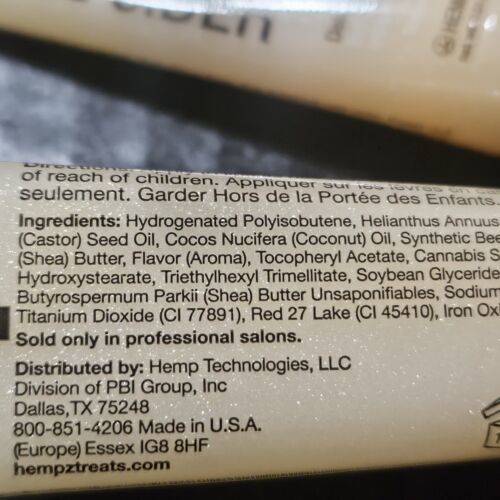 CIDER
HEMP
of reach of children. Appliquer sur les lèvres en
seulement. Garder Hors de la Portée des Enfants.
Ingredients: Hydrogenated Polyisobutene, Helianthus Annuus
(Castor) Seed Oil, Cocos Nucifera (Coconut) Oil, Synthetic Bee
(Shea) Butter, Flavor (Aroma), Tocopheryl Acetate, Cannabis S
Hydroxystearate, Triethylhexyl Trimellitate, Soybean Glyceride
Butyrospermum Parkii (Shea) Butter Unsaponifiables, Sodium
Titanium Dioxide (CI 77891), Red 27 Lake (CI 45410), Iron Oxi
Sold only in professional salons.
Distributed by: Hemp Technologies, LLC
Division of PBI Group, Inc
Dallas,TX 75248
800-851-4206 Made in U.S.A.
(Europe) Essex IG8 8HF
hempztreats.com